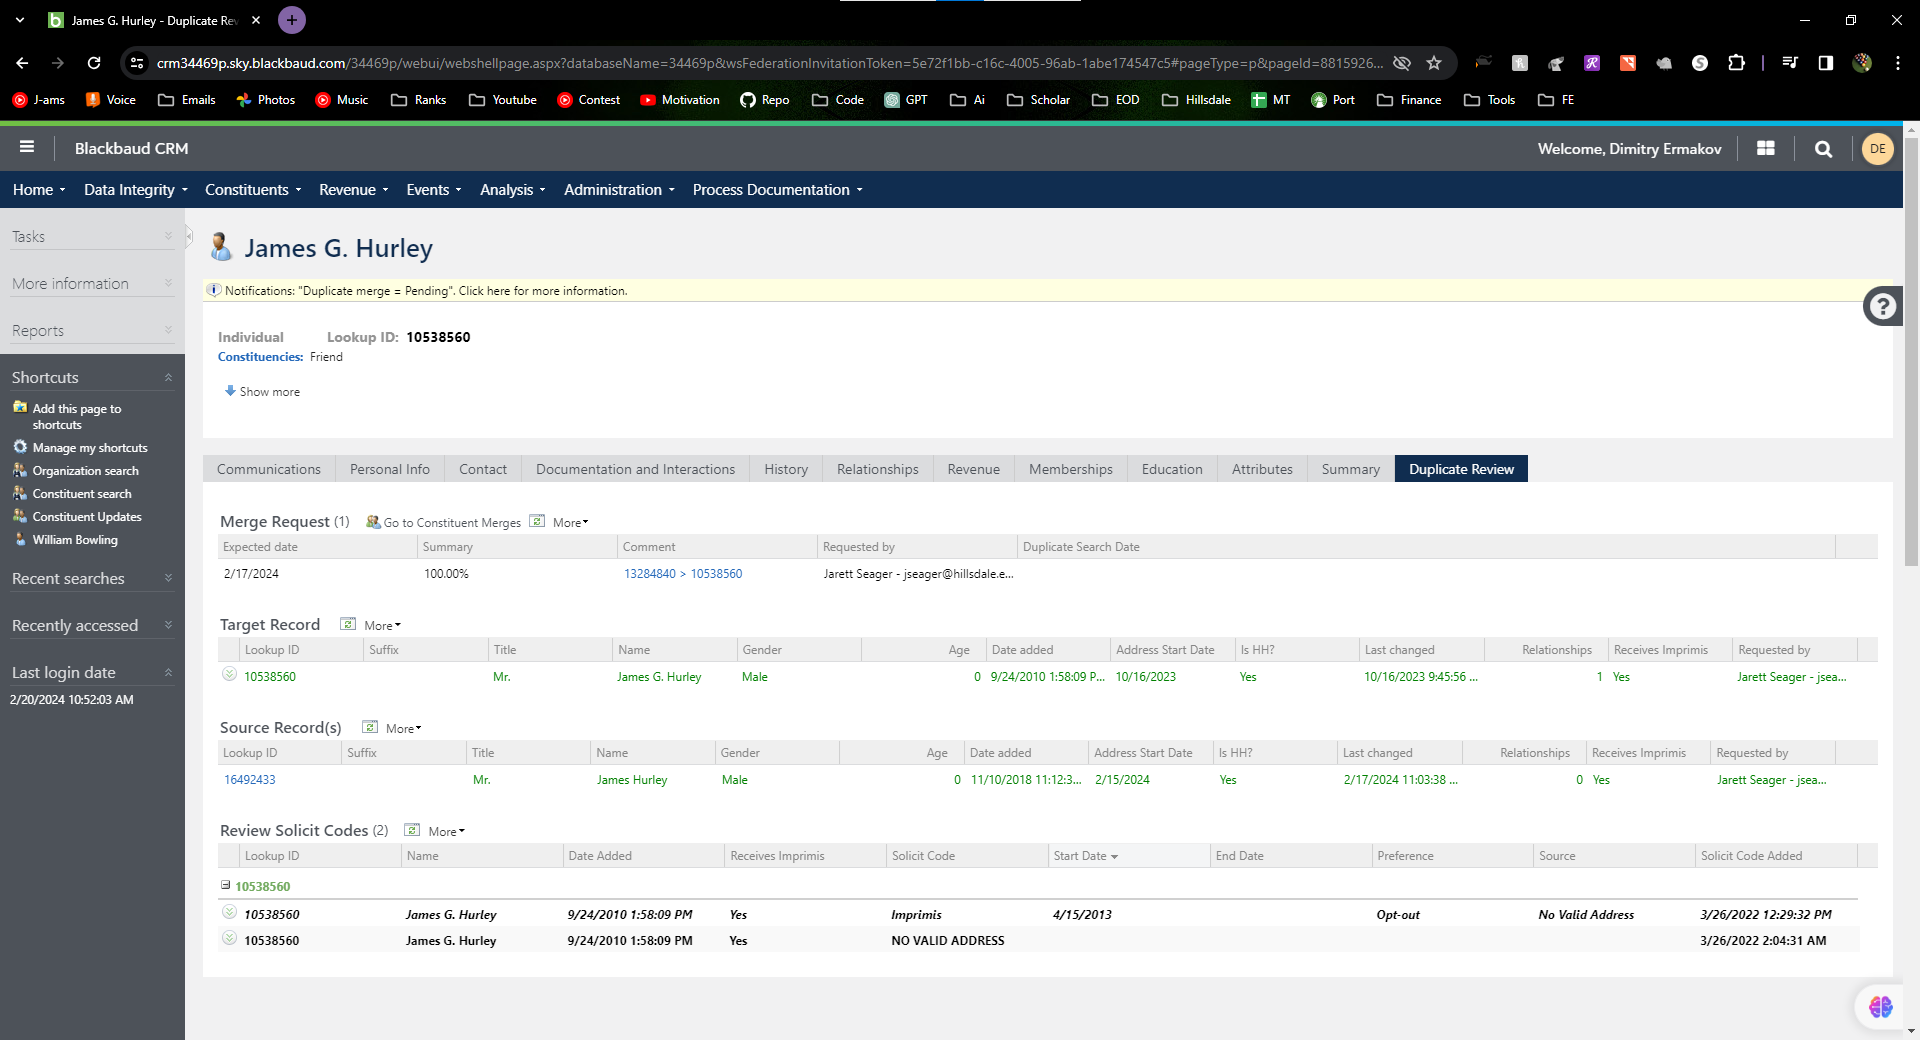 James G. Hurley - Duplicate Rev
crm34469p.sky.blackbaud.com/34469p/webui/webshellpage.aspx?databaseName=34469p&wsFederationInvitationToken=5e72f1bb-c16c-4005-96ab-1abe174547c5#pageType=p&pageId=8815926...
J-ams Voice Emails Photos Music Ranks Youtube Contest Motivation Repo Code GPT Ai Scholar EOD Hillsdale MT Port Finance Tools FE
Blackbaud CRM Welcome, Dimitry Ermakov DE
Home Data Integrity Constituents Revenue Events Analysis Administration Process Documentation
Tasks
More information
Reports
Shortcuts
Add this page to
shortcuts
Manage my shortcuts
Organization search
Constituent search
Constituent Updates
William Bowling
Recent searches
Recently accessed
Last login date
2/20/2024 10:52:03 AM
James G. Hurley
Notifications: "Duplicate merge = Pending". Click here for more information.
Individual Lookup ID: 10538560
Constituencies: Friend
Show more
Communications Personal Info Contact Documentation and Interactions History Relationships Revenue Memberships Education Attributes Summary Duplicate Review
Merge Request (1) Go to Constituent Merges More
Expected date Summary Comment Requested by Duplicate Search Date
2/17/2024 100.00% 13284840 > 10538560 Jarett Seager - jseager@hillsdale.e...
Target Record More
Lookup ID Suffix Title Name Gender Age Date added Address Start Date Is HH? Last changed Relationships Receives Imprimis Requested by
10538560 Mr. James G. Hurley Male 0 9/24/2010 1:58:09 P... 10/16/2023 Yes 10/16/2023 9:45:56 ... 1 Yes Jarett Seager - jsea...
Source Record(s) More
Lookup ID Suffix Title Name Gender Age Date added Address Start Date Is HH? Last changed Relationships Receives Imprimis Requested by
16492433 Mr. James Hurley Male 0 11/10/2018 11:12:3... 2/15/2024 Yes 2/17/2024 11:03:38 ... 0 Yes Jarett Seager - jsea...
Review Solicit Codes (2) More
Lookup ID Name Date Added Receives Imprimis Solicit Code Start Date End Date Preference Source Solicit Code Added
10538560
10538560 James G. Hurley 9/24/2010 1:58:09 PM Yes Imprimis 4/15/2013 Opt-out No Valid Address 3/26/2022 12:29:32 PM
10538560 James G. Hurley 9/24/2010 1:58:09 PM Yes NO VALID ADDRESS 3/26/2022 2:04:31 AM